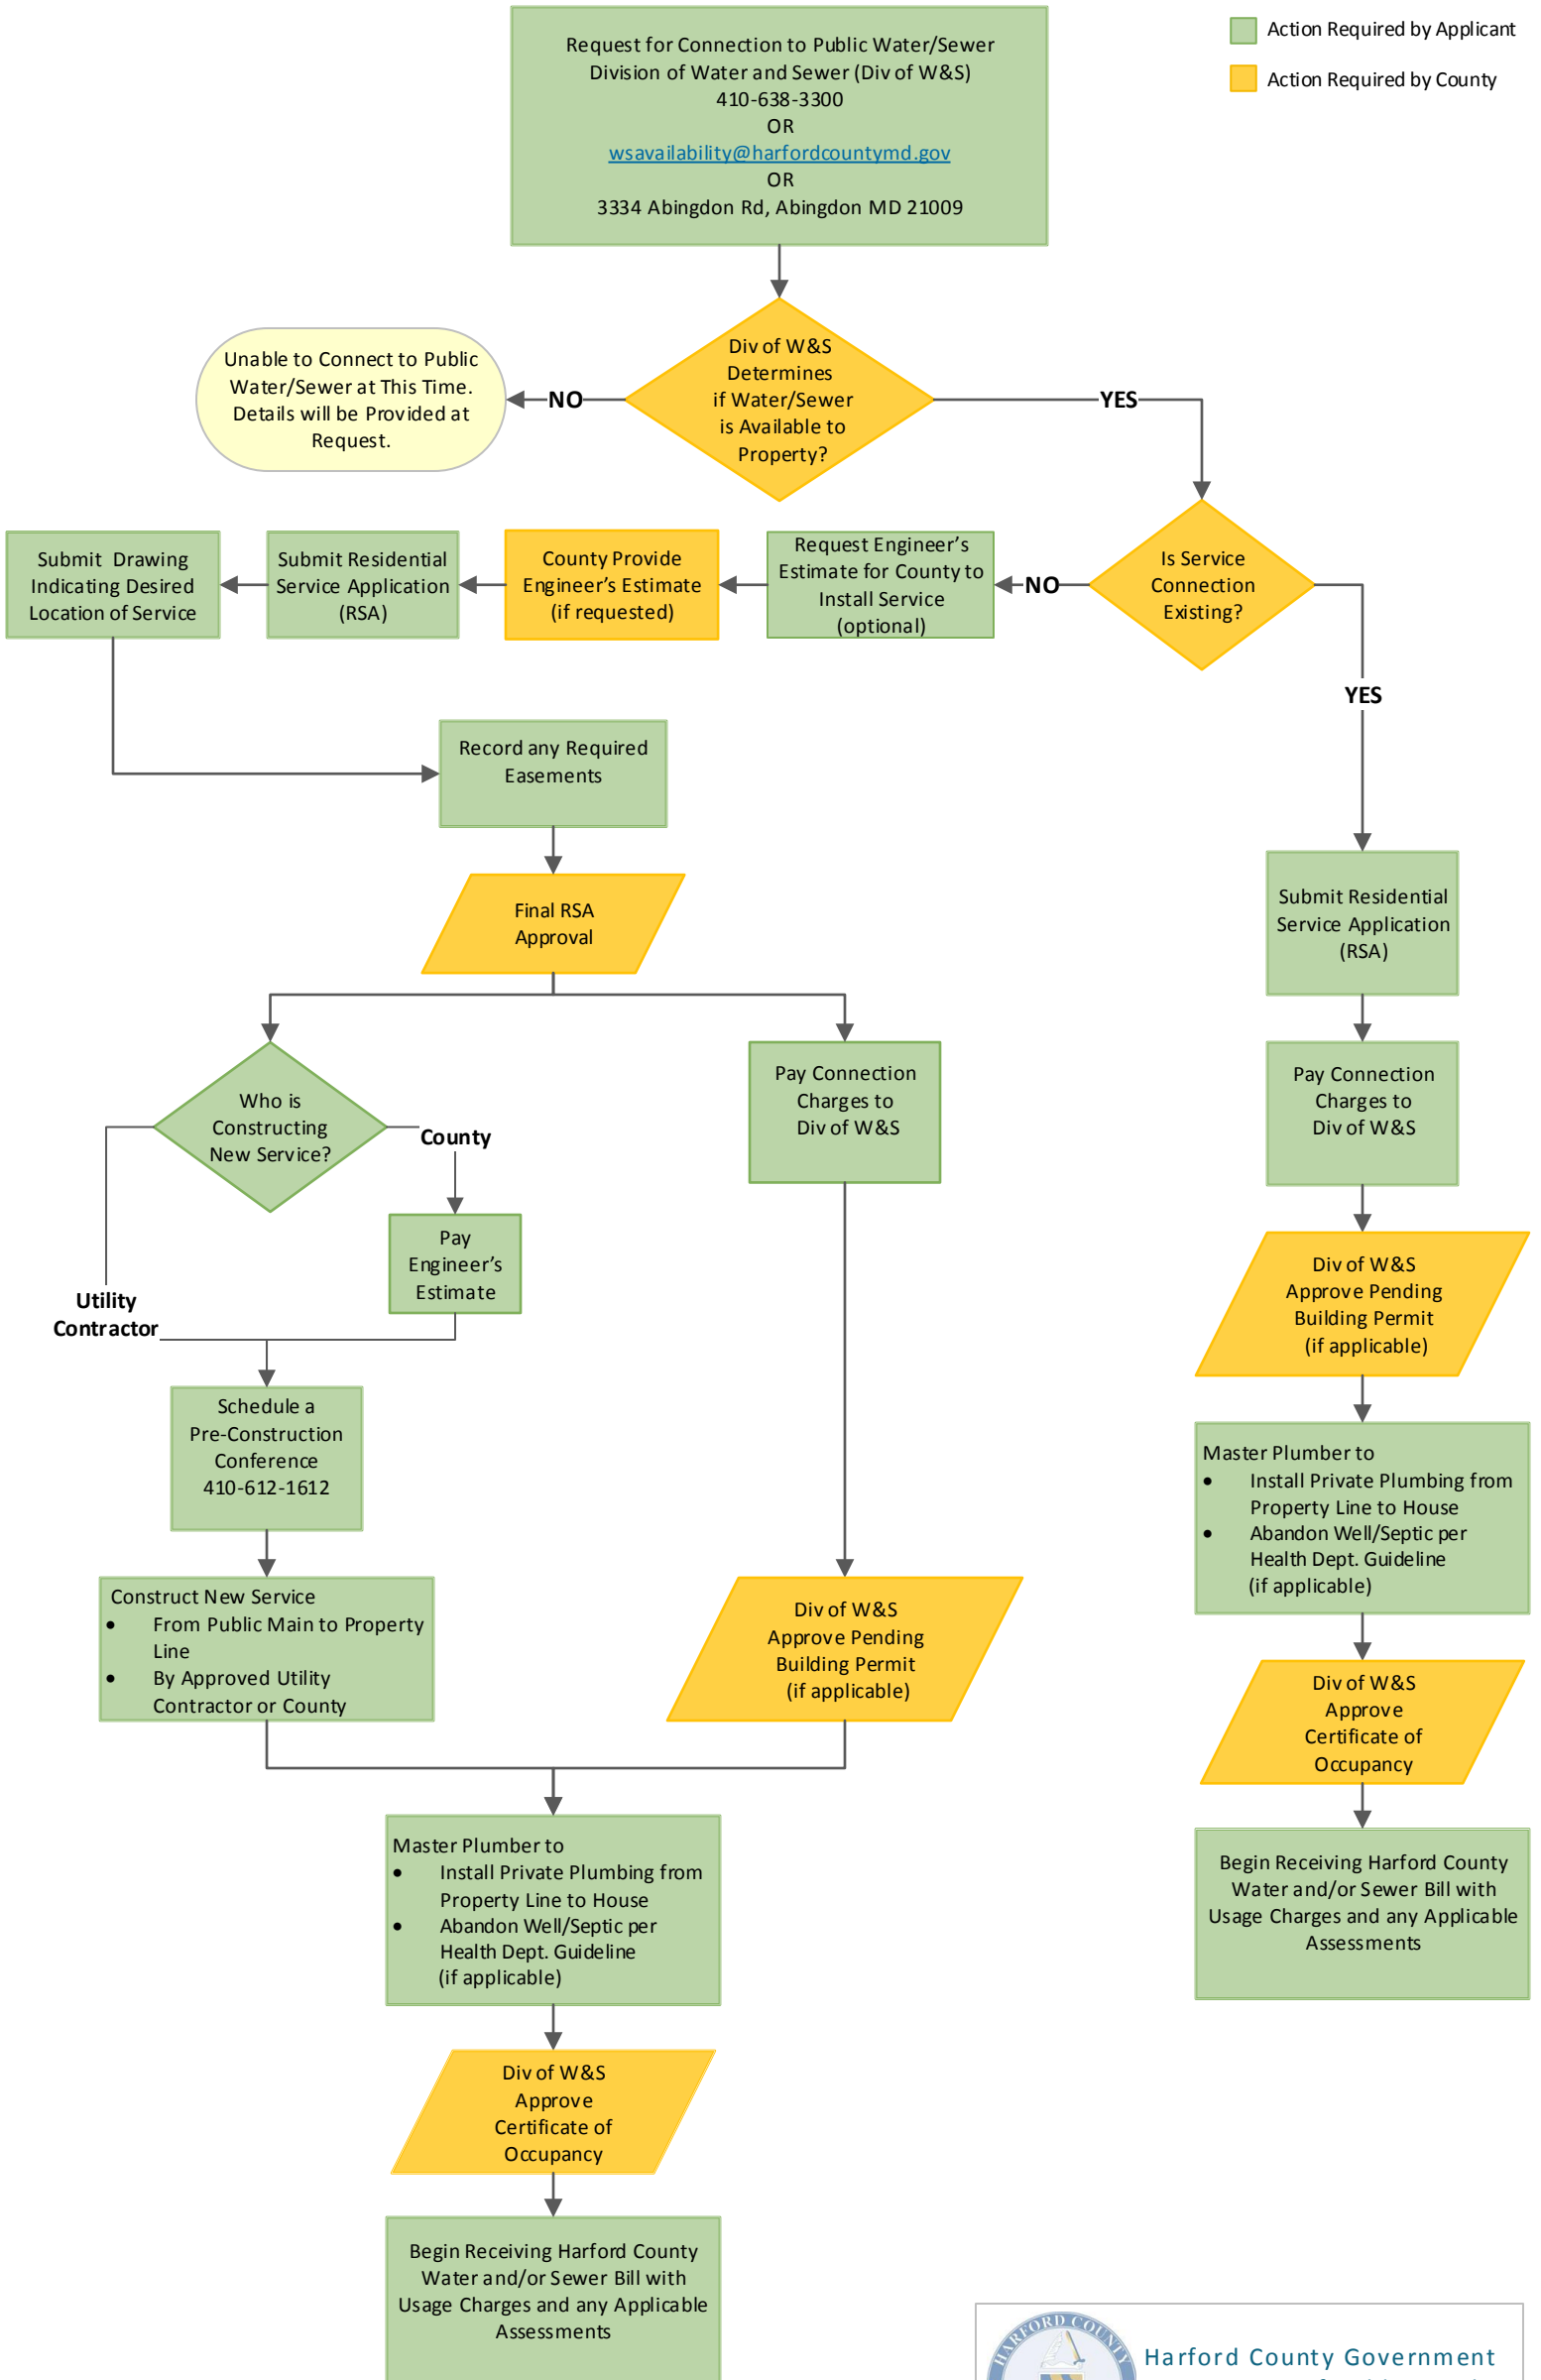 Action Required by Applicant
Action Required by County
Request for Connection to Public Water/Sewer
Division of Water and Sewer (Div of W&S)
410-638-3300
OR
wsavailability@harfordcountymd.gov
OR
3334 Abingdon Rd, Abingdon MD 21009
Div of W&S
Determines
if Water/Sewer
is Available to
Property?
NO
YES
Unable to Connect to Public
Water/Sewer at This Time.
Details will be Provided at
Request.
Is Service
Connection
Existing?
NO
YES
Request Engineer's
Estimate for County to
Install Service
(optional)
County Provide
Engineer's Estimate
(if requested)
Submit Residential
Service Application
(RSA)
Submit Drawing
Indicating Desired
Location of Service
Record any Required
Easements
Final RSA
Approval
Who is
Constructing
New Service?
County
Pay
Engineer's
Estimate
Utility
Contractor
Schedule a
Pre-Construction
Conference
410-612-1612
Construct New Service
• From Public Main to Property
Line
• By Approved Utility
Contractor or County
Pay Connection
Charges to
Div of W&S
Div of W&S
Approve Pending
Building Permit
(if applicable)
Master Plumber to
• Install Private Plumbing from
Property Line to House
• Abandon Well/Septic per
Health Dept. Guideline
(if applicable)
Div of W&S
Approve
Certificate of
Occupancy
Begin Receiving Harford County
Water and/or Sewer Bill with
Usage Charges and any Applicable
Assessments
Submit Residential
Service Application
(RSA)
Pay Connection
Charges to
Div of W&S
Div of W&S
Approve Pending
Building Permit
(if applicable)
Master Plumber to
• Install Private Plumbing from
Property Line to House
• Abandon Well/Septic per
Health Dept. Guideline
(if applicable)
Div of W&S
Approve
Certificate of
Occupancy
Begin Receiving Harford County
Water and/or Sewer Bill with
Usage Charges and any Applicable
Assessments
HARFORD COUNTY
Harford County Government